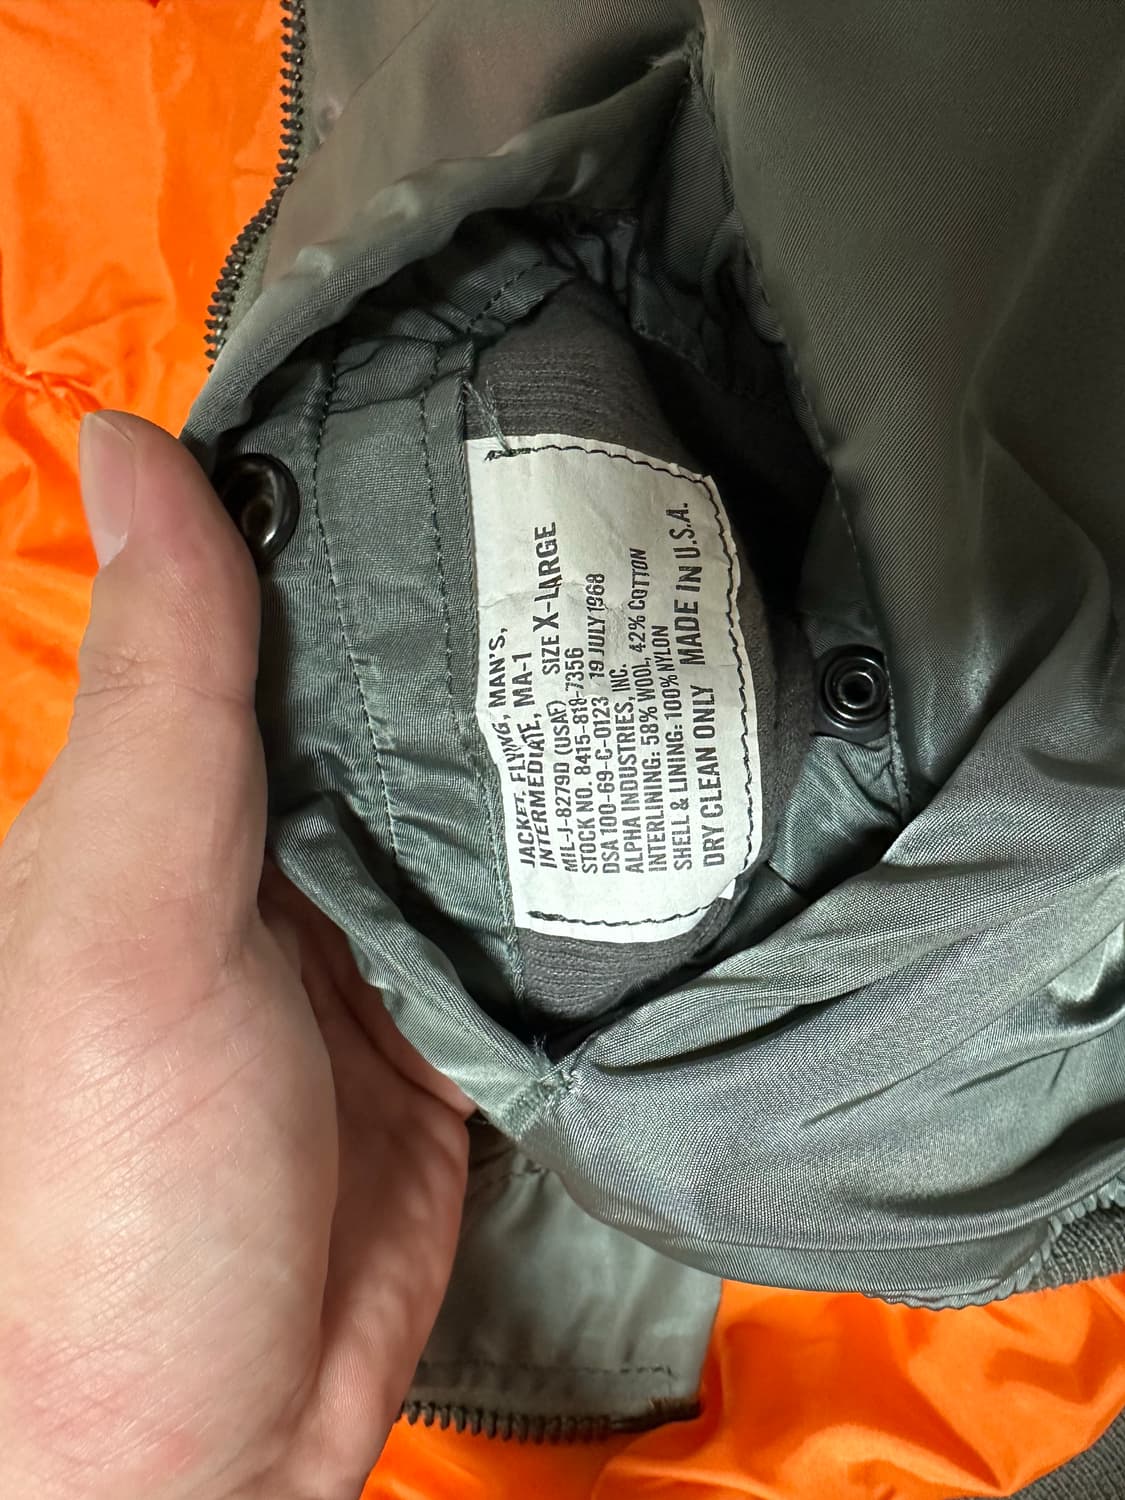 JACKET, FLYING, MAN'S,
INTERMEDIATE, MA-1
MIL-J-8279D (USAF) SIZE X-LARGE
STOCK NO. 8415-818-7356
DSA 100-69-C-0123 19 JULY 1968
ALPHA INDUSTRIES, INC.
INTERLINING: 58% WOOL, 42% COTTON
SHELL & LINING: 100% NYLON
DRY CLEAN ONLY MADE IN U.S.A.